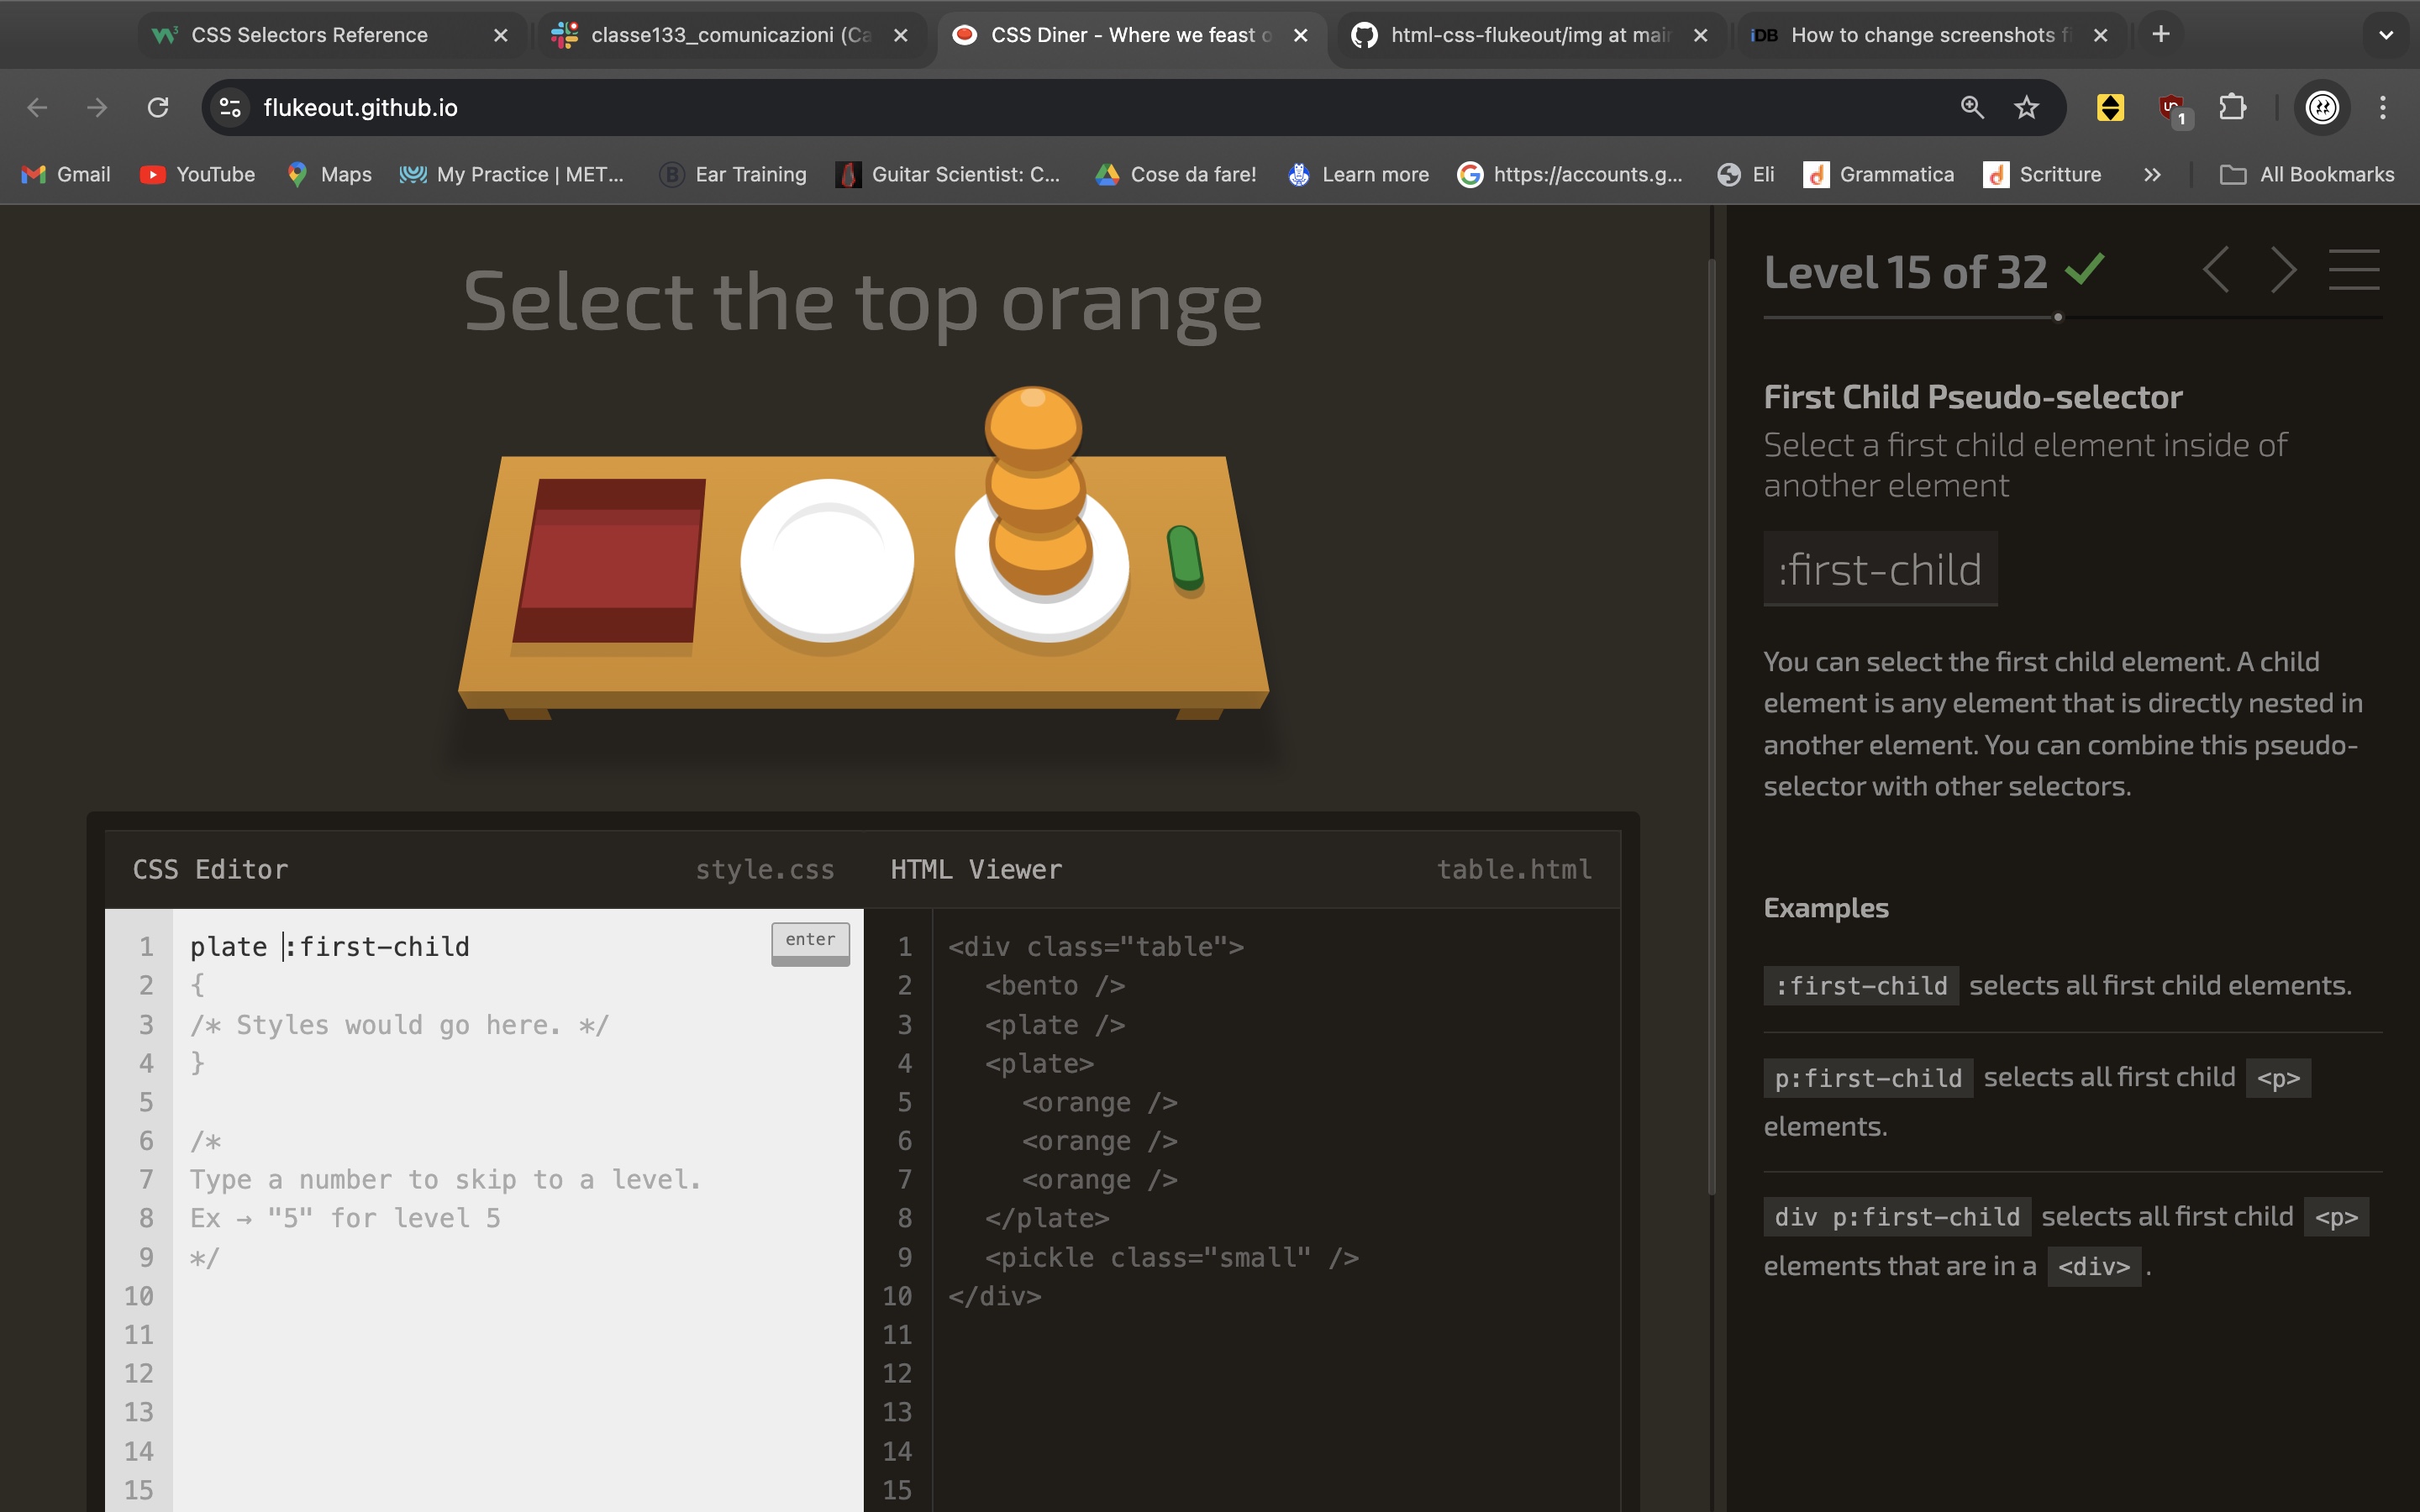 CSS Selectors Reference
classe133_comunicazioni (Ca
CSS Diner - Where we feast o
html-css-flukeout/img at main
How to change screenshots f
flukeout.github.io
1
Gmail
YouTube
Maps
My Practice | MET...
Ear Training
Guitar Scientist: C...
Cose da fare!
Learn more
https://accounts.g...
Eli
Grammatica
Scritture
All Bookmarks
Select the top orange
CSS Editor style.css
1 plate :first-child
enter
2 {
3 /* Styles would go here. */
4 }
5
6 /*
7 Type a number to skip to a level.
8 Ex → "5" for level 5
9 */
10
11
12
13
14
15
HTML Viewer table.html
1 <div class="table">
2 <bento />
3 <plate />
4 <plate>
5 <orange />
6 <orange />
7 <orange />
8 </plate>
9 <pickle class="small" />
10 </div>
11
12
13
14
15
Level 15 of 32
First Child Pseudo-selector
Select a first child element inside of
another element
:first-child
You can select the first child element. A child
element is any element that is directly nested in
another element. You can combine this pseudo-
selector with other selectors.
Examples
:first-child selects all first child elements.
p:first-child selects all first child <p>
elements.
div p:first-child selects all first child <p>
elements that are in a <div> .